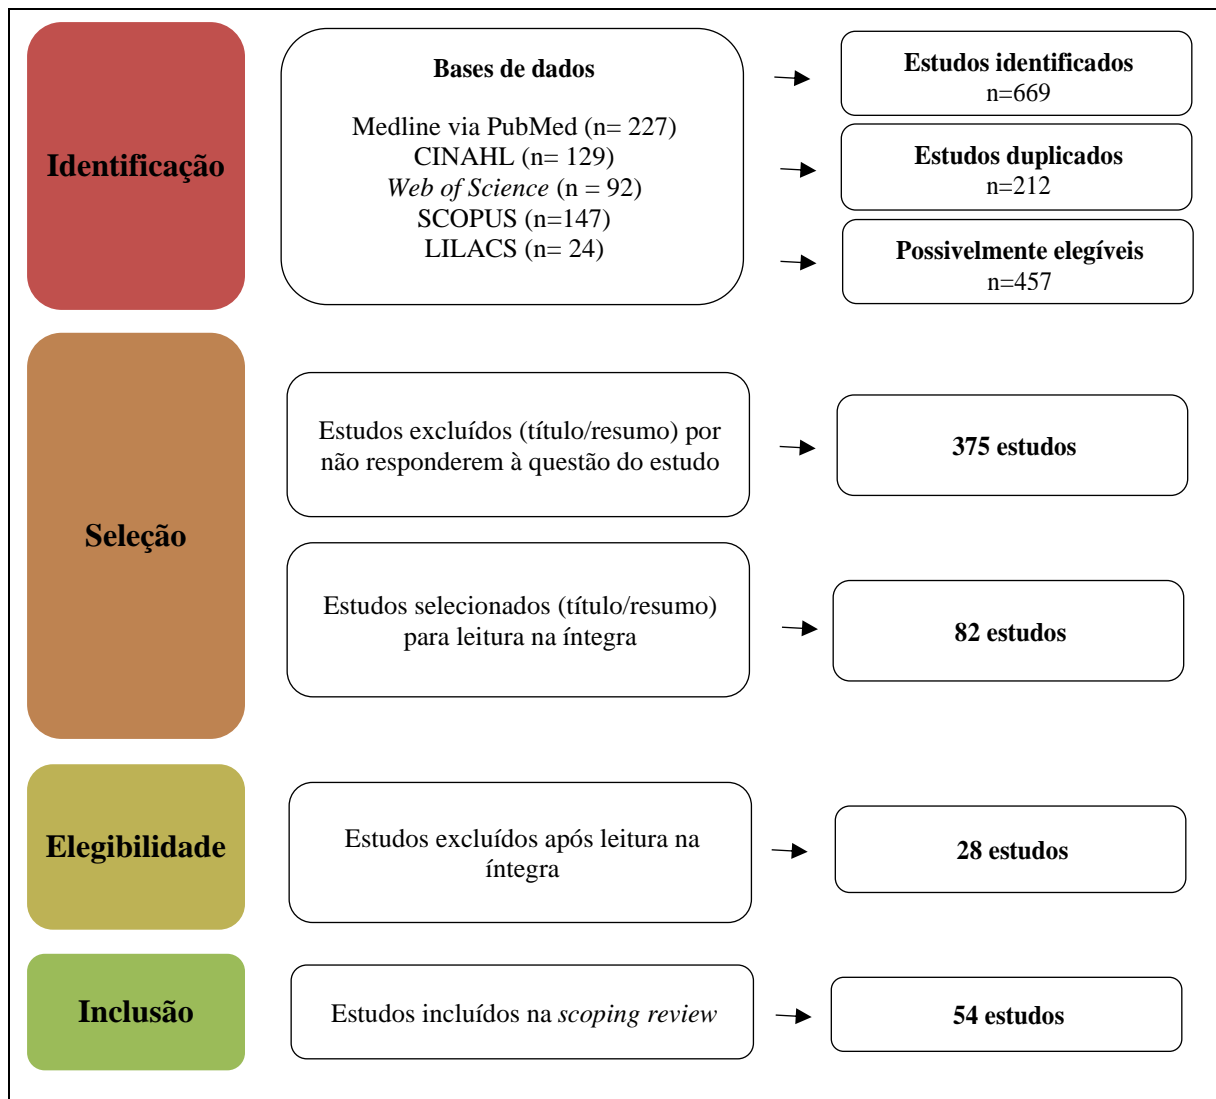 Identificação
Bases de dados
Medline via PubMed (n= 227)
CINAHL (n= 129)
Web of Science (n = 92)
SCOPUS (n=147)
LILACS (n= 24)
Estudos identificados
n=669
Estudos duplicados
n=212
Possivelmente elegíveis
n=457
Seleção
Estudos excluídos (título/resumo) por
não responderem à questão do estudo
375 estudos
Estudos selecionados (título/resumo)
para leitura na íntegra
82 estudos
Elegibilidade
Estudos excluídos após leitura na
íntegra
28 estudos
Inclusão
Estudos incluídos na scoping review
54 estudos